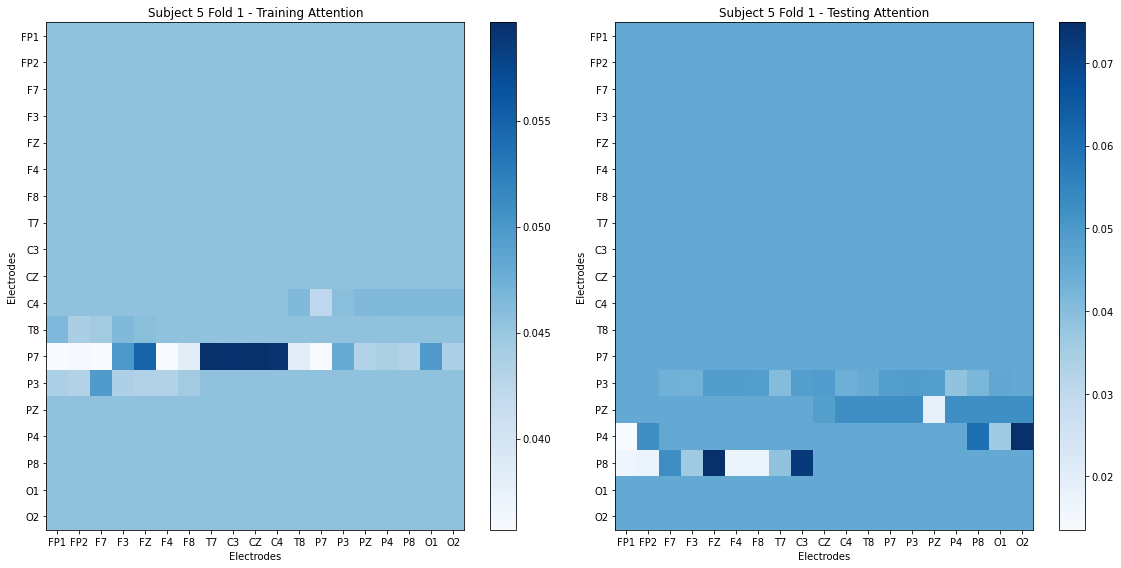 Subject 5 Fold 1 - Training Attention
FP1
FP2
F7
F3
FZ
F4
F8
T7
C3
CZ
C4
T8
P7
P3
PZ
P4
P8
O1
O2
Electrodes
FP1 FP2 F7 F3 FZ F4 F8 T7 C3 CZ C4 T8 P7 P3 PZ P4 P8 O1 O2
Electrodes
0.055
0.050
0.045
0.040
Subject 5 Fold 1 - Testing Attention
FP1
FP2
F7
F3
FZ
F4
F8
T7
C3
CZ
C4
T8
P7
P3
PZ
P4
P8
O1
O2
Electrodes
FP1 FP2 F7 F3 FZ F4 F8 T7 C3 CZ C4 T8 P7 P3 PZ P4 P8 O1 O2
Electrodes
0.07
0.06
0.05
0.04
0.03
0.02